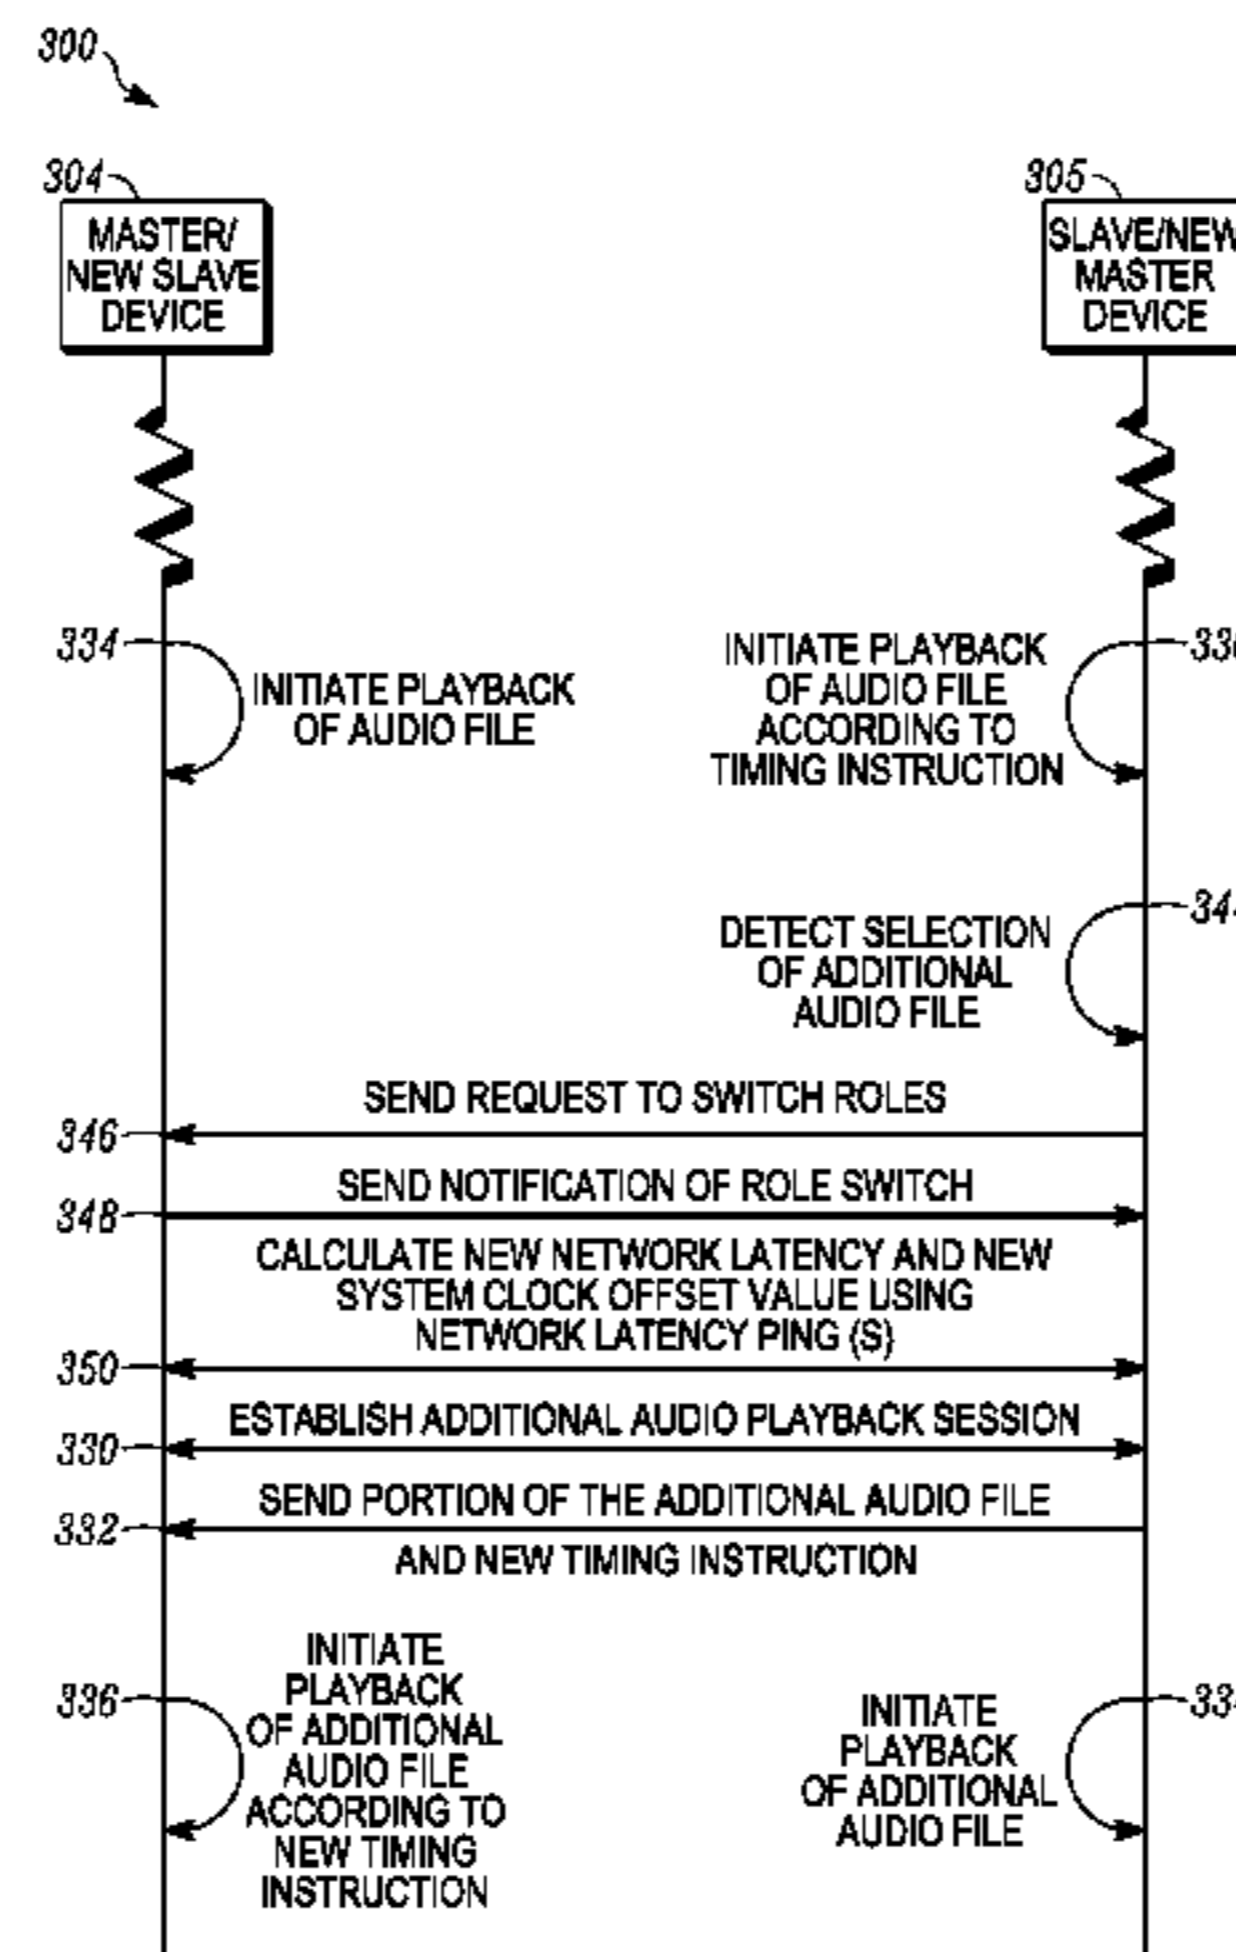 300
304
305
MASTER/
NEW SLAVE
DEVICE
SLAVE/NEW
MASTER
DEVICE
334
INITIATE PLAYBACK
OF AUDIO FILE
INITIATE PLAYBACK
OF AUDIO FILE
ACCORDING TO
TIMING INSTRUCTION
DETECT SELECTION
OF ADDITIONAL
AUDIO FILE
SEND REQUEST TO SWITCH ROLES
346
SEND NOTIFICATION OF ROLE SWITCH
348
CALCULATE NEW NETWORK LATENCY AND NEW
SYSTEM CLOCK OFFSET VALUE USING
NETWORK LATENCY PING (S)
350
ESTABLISH ADDITIONAL AUDIO PLAYBACK SESSION
330
SEND PORTION OF THE ADDITIONAL AUDIO FILE
332
AND NEW TIMING INSTRUCTION
336
INITIATE
PLAYBACK
OF ADDITIONAL
AUDIO FILE
ACCORDING TO
NEW TIMING
INSTRUCTION
INITIATE
PLAYBACK
OF ADDITIONAL
AUDIO FILE